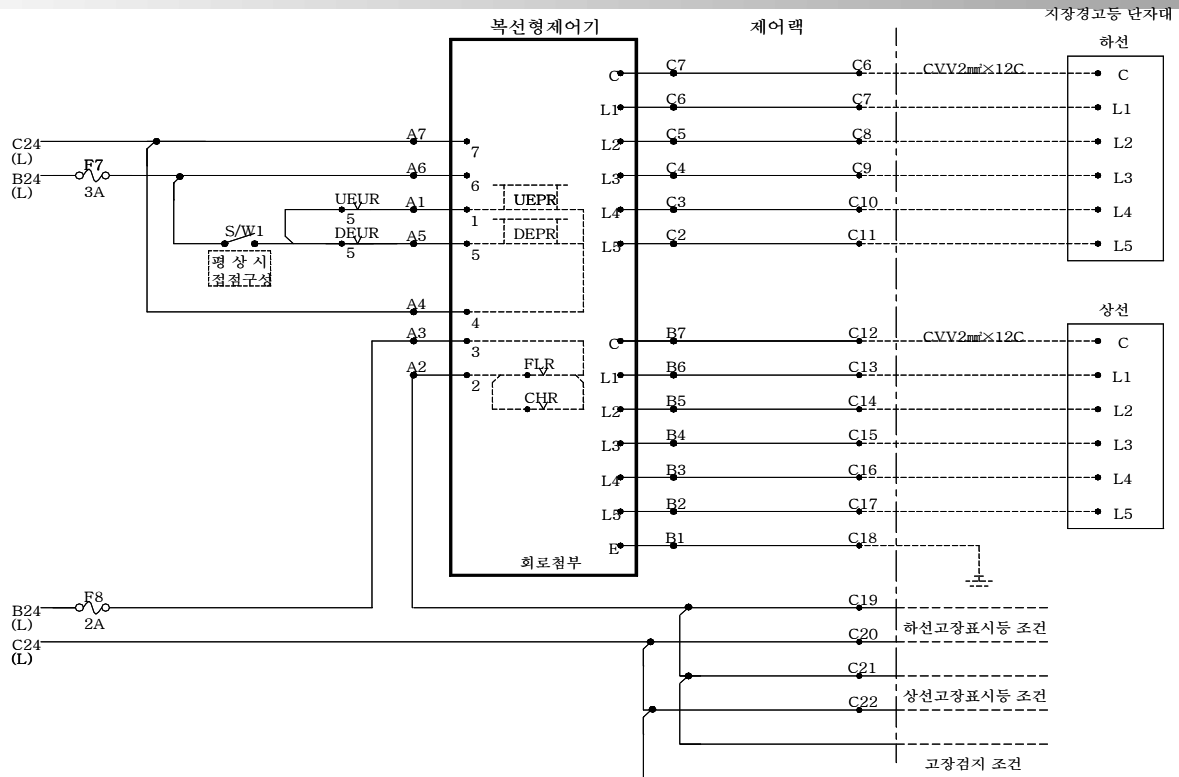 지장경고등 단자대
복선형제어기
제어랙
하선
C
C7
C6
CVV2㎟×12C
C
L1
C6
C7
L1
C24
(L)
A7
7
L2
C5
C8
L2
B24
(L)
F7
3A
A6
6
L3
C4
C9
L3
UEUR
5
A1
1
UEPR
L4
C3
C10
L4
S/W1
DEUR
5
A5
5
DEPR
L5
C2
C11
L5
평 상 시
접점구성
A4
4
상선
A3
3
C
B7
C12
CVV2㎟×12C
C
A2
2
FLR
L1
B6
C13
L1
CHR
L2
B5
C14
L2
L3
B4
C15
L3
L4
B3
C16
L4
L5
B2
C17
L5
E
B1
C18
회로첨부
B24
(L)
F8
2A
C19
하선고장표시등 조건
C24
(L)
C20
C21
상선고장표시등 조건
C22
고장검지 조건